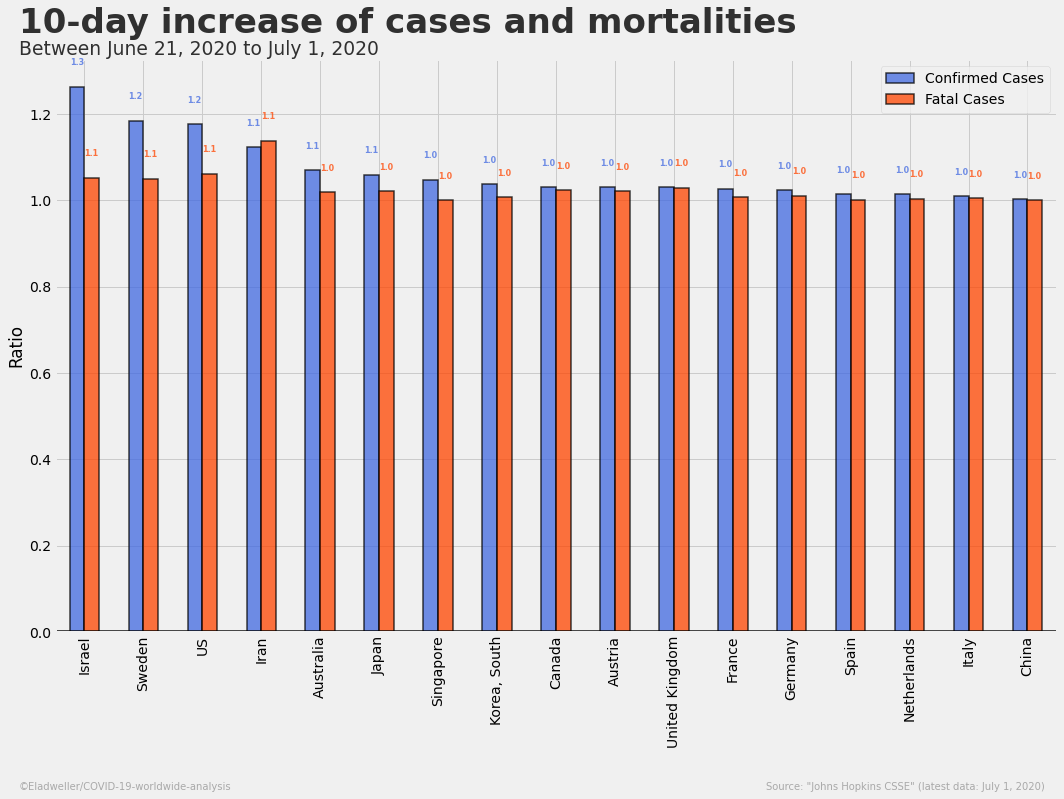 10-day increase of cases and mortalities
Between June 21, 2020 to July 1, 2020
Confirmed Cases
Fatal Cases
1.3 1.1 1.2 1.1 1.2 1.1 1.1 1.1 1.1 1.0 1.1 1.0 1.0 1.0 1.0 1.0 1.0 1.0 1.0 1.0 1.0 1.0 1.0 1.0 1.0 1.0 1.0 1.0 1.0 1.0 1.0 1.0 1.0 1.0
Ratio
1.2
1.0
0.8
0.6
0.4
0.2
0.0
Israel
Sweden
US
Iran
Australia
Japan
Singapore
Korea, South
Canada
Austria
United Kingdom
France
Germany
Spain
Netherlands
Italy
China
©Eladweller/COVID-19-worldwide-analysis
Source: "Johns Hopkins CSSE" (latest data: July 1, 2020)